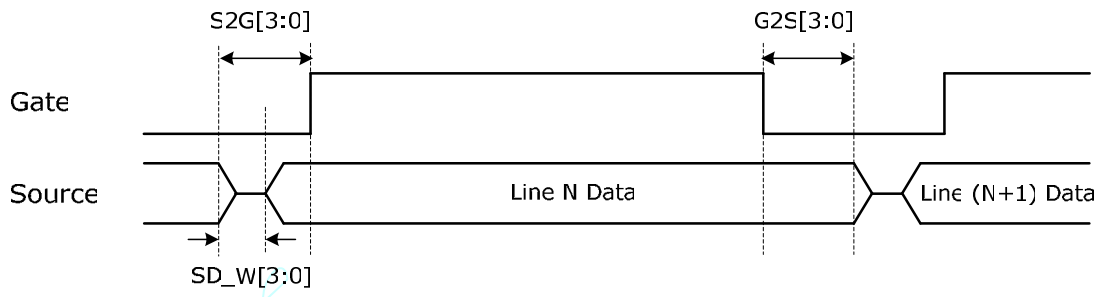 S2G[3:0]
G2S[3:0]
Gate
Source
Line N Data
Line (N+1) Data
SD_W[3:0]